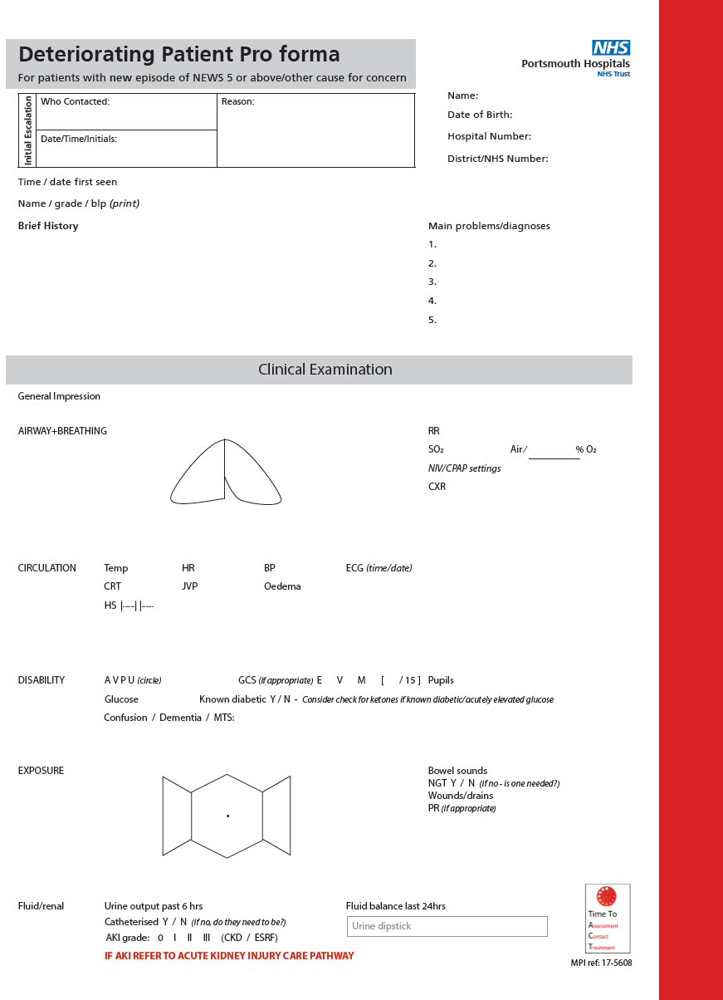 Deteriorating Patient Pro forma
For patients with new episode of NEWS 5 or above/other cause for concern
NHS
Portsmouth Hospitals
NHS Trust
Initial Escalation
Who Contacted:
Reason:
Date/Time/Initials:
Name:
Date of Birth:
Hospital Number:
District/NHS Number:
Time / date first seen
Name / grade / blp (print)
Brief History
Main problems/diagnoses
1.
2.
3.
4.
5.
Clinical Examination
General Impression
AIRWAY+BREATHING
RR
SO₂ Air / ______ % O₂
NIV/CPAP settings
CXR
CIRCULATION Temp HR BP ECG (time/date)
CRT JVP Oedema
HS |----| |----
DISABILITY A V P U (circle) GCS (if appropriate) E V M [ / 15 ] Pupils
Glucose Known diabetic Y / N - Consider check for ketones if known diabetic/acutely elevated glucose
Confusion / Dementia / MTS:
EXPOSURE
Bowel sounds
NGT Y / N (if no - is one needed?)
Wounds/drains
PR (if appropriate)
Fluid/renal Urine output past 6 hrs Fluid balance last 24hrs
Catheterised Y / N (if no, do they need to be?)
Urine dipstick
AKI grade: 0 I II III (CKD / ESRF)
IF AKI REFER TO ACUTE KIDNEY INJURY CARE PATHWAY
Time To
Assessment
Contact
Treatment
MPI ref: 17-5608